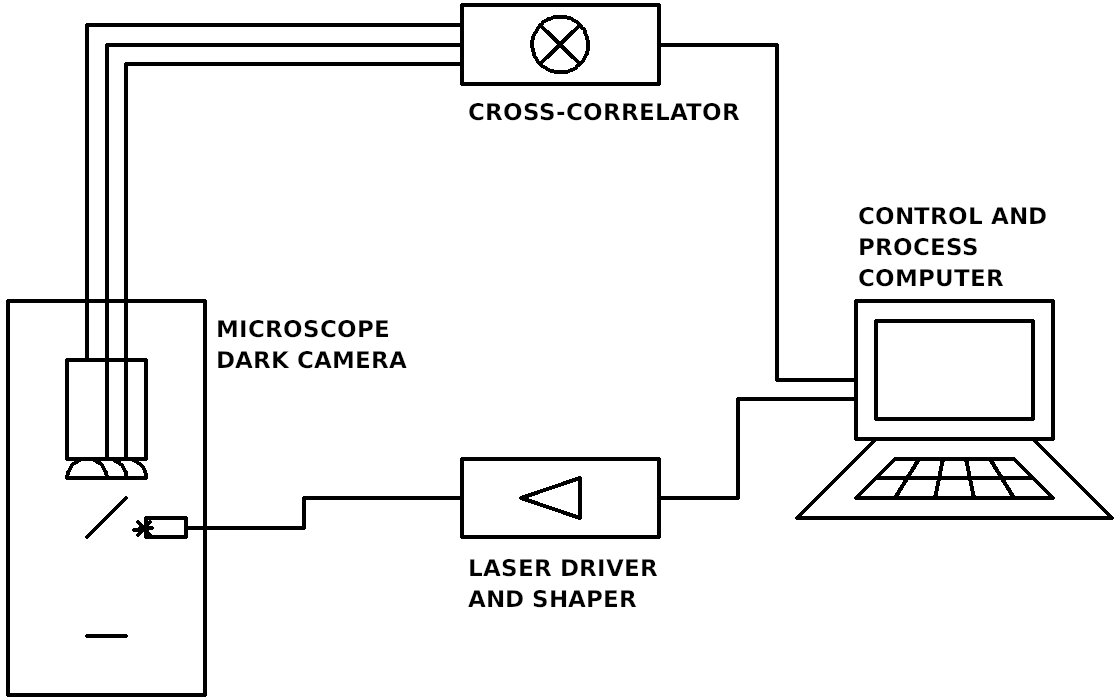 CROSS-CORRELATOR
CONTROL AND
PROCESS
COMPUTER
MICROSCOPE
DARK CAMERA
LASER DRIVER
AND SHAPER